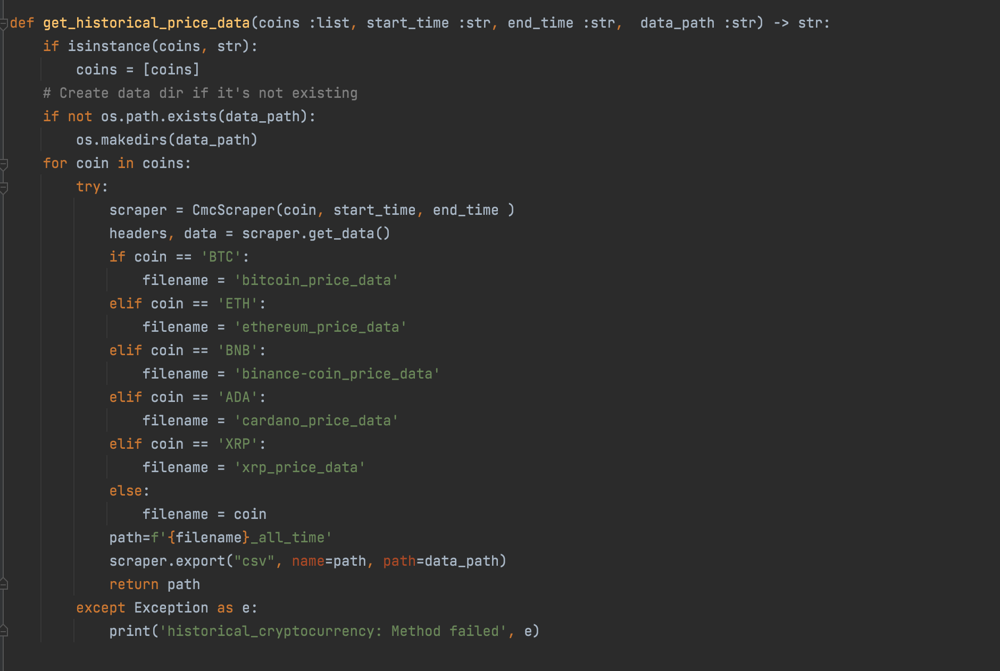 def get_historical_price_data(coins :list, start_time :str, end_time :str,  data_path :str) -> str:
    if isinstance(coins, str):
        coins = [coins]
    # Create data dir if it's not existing
    if not os.path.exists(data_path):
        os.makedirs(data_path)
    for coin in coins:
        try:
            scraper = CmcScraper(coin, start_time, end_time )
            headers, data = scraper.get_data()
            if coin == 'BTC':
                filename = 'bitcoin_price_data'
            elif coin == 'ETH':
                filename = 'ethereum_price_data'
            elif coin == 'BNB':
                filename = 'binance-coin_price_data'
            elif coin == 'ADA':
                filename = 'cardano_price_data'
            elif coin == 'XRP':
                filename = 'xrp_price_data'
            else:
                filename = coin
            path=f'{filename}_all_time'
            scraper.export("csv", name=path, path=data_path)
            return path
        except Exception as e:
            print('historical_cryptocurrency: Method failed', e)